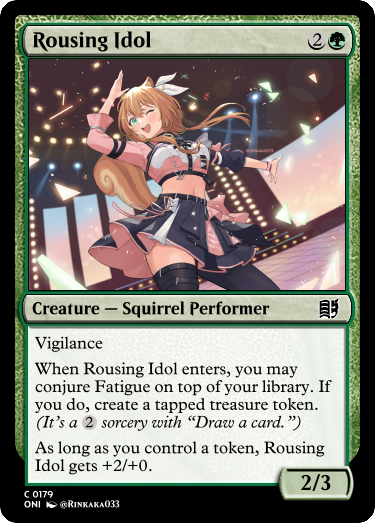 Rousing Idol 2
@RINKAKA033
Creature — Squirrel Performer
Vigilance
When Rousing Idol enters, you may
conjure Fatigue on top of your library. If
you do, create a tapped treasure token.
(It's a 2 sorcery with “Draw a card.”)
As long as you control a token, Rousing
Idol gets +2/+0.
2/3
C 0179
ONI @Rinkaka033